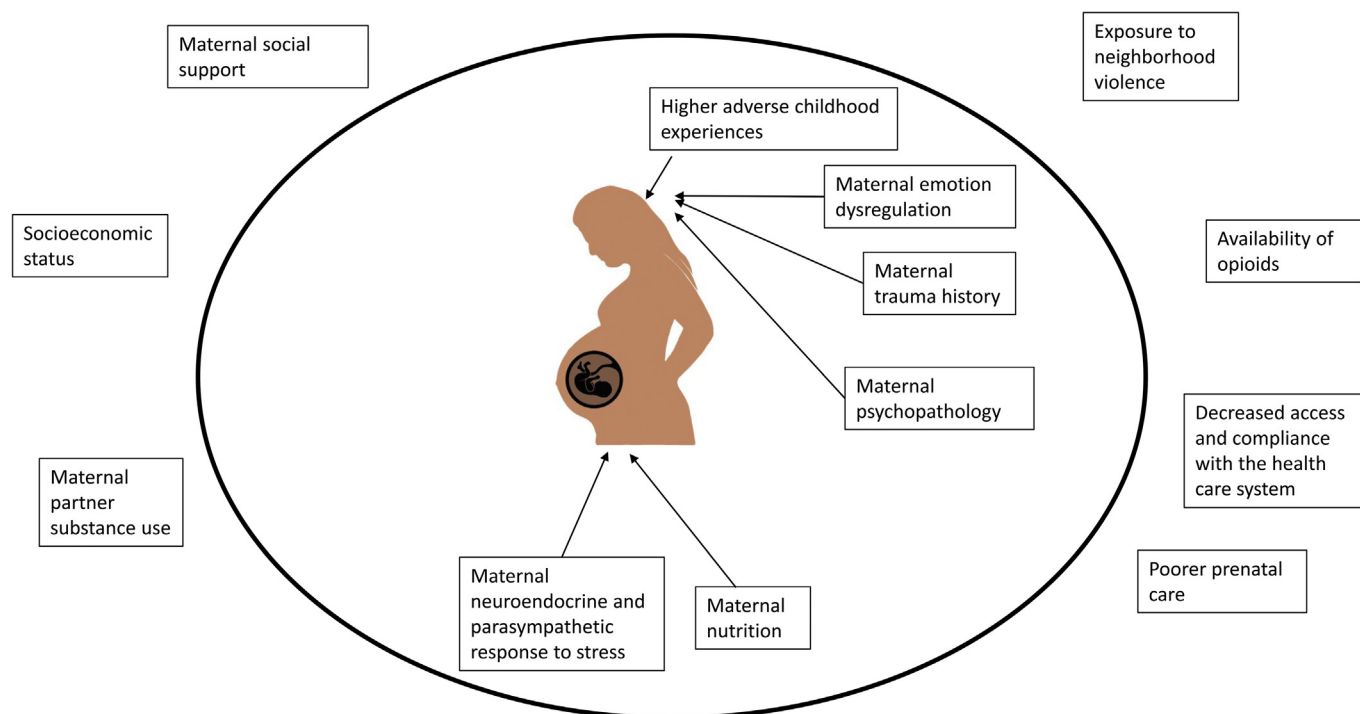 Maternal social
support
Exposure to
neighborhood
violence
Higher adverse childhood
experiences
Maternal emotion
dysregulation
Socioeconomic
status
Availability of
opioids
Maternal
trauma history
Maternal
psychopathology
Decreased access
and compliance
with the health
care system
Maternal
partner
substance use
Poorer prenatal
care
Maternal
neuroendocrine and
parasympathetic
response to stress
Maternal
nutrition